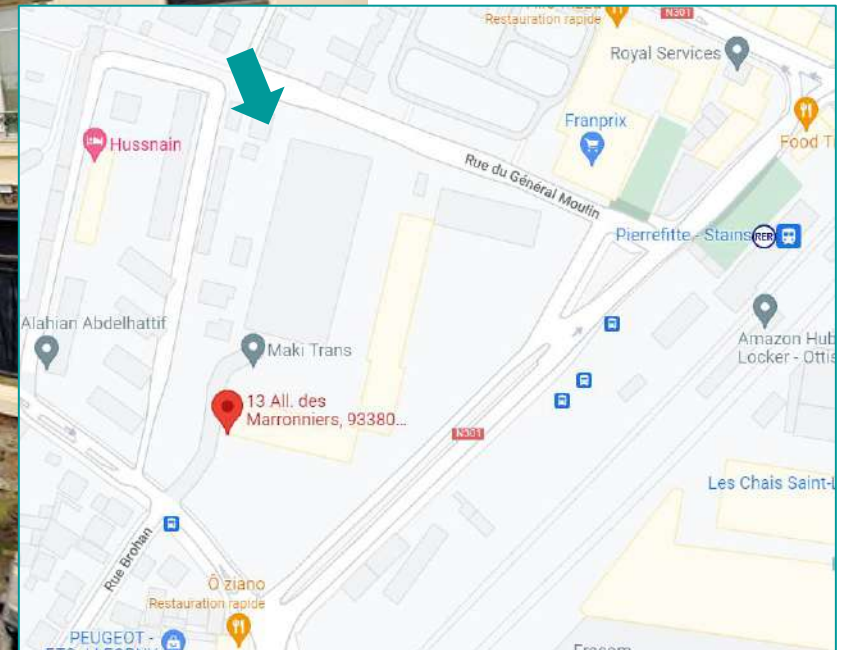 Restauration rapide
N301
Royal Services
Franprix
Food
Hussnain
Rue du Général Moulin
Pierrefitte - Stains
RER
Alahian Abdelhattif
Maki Trans
Amazon Hub
Locker - Ottis
13 All. des
Marronniers, 93380...
N301
Les Chais Saint-
Rue Brohan
Ô ziano
Restauration rapide
PEUGEOT -